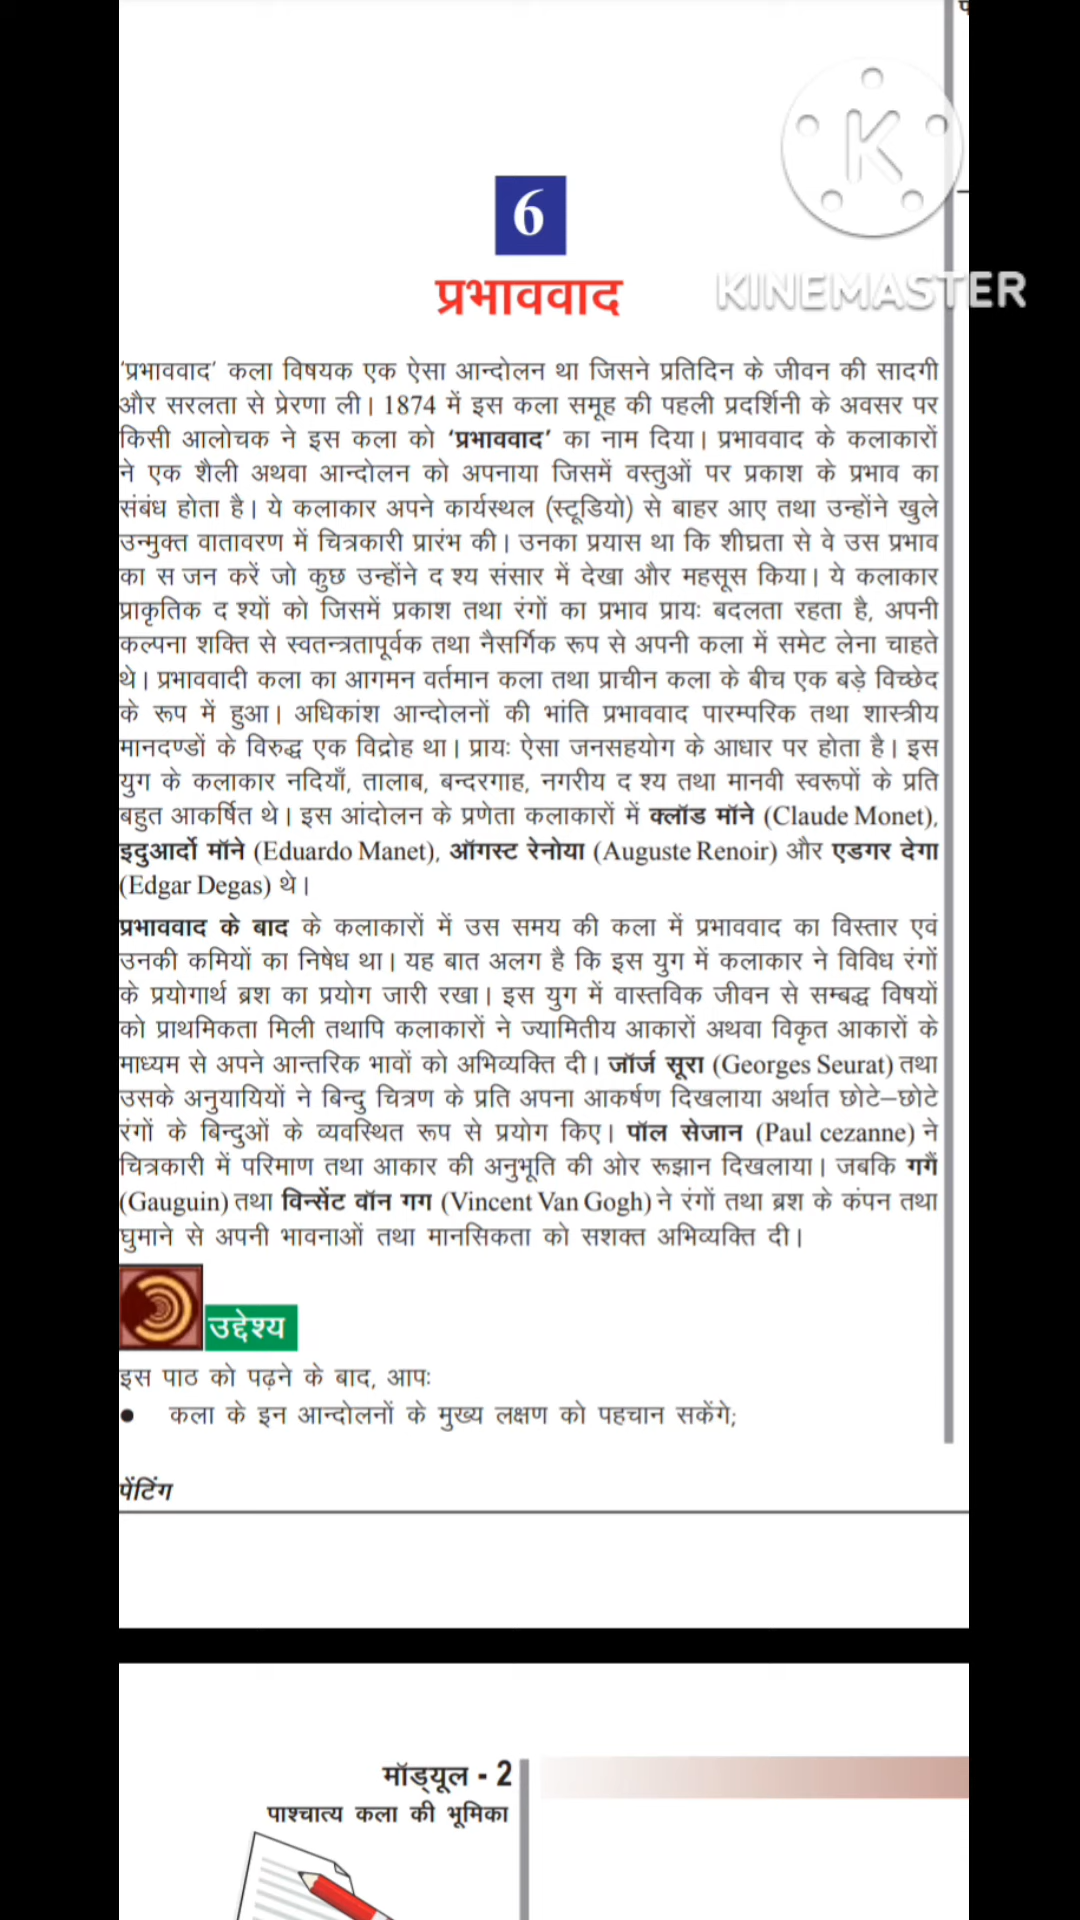 KINEMASTER
6
प्रभाववाद
'प्रभाववाद' कला विषयक एक ऐसा आन्दोलन था जिसने प्रतिदिन के जीवन की सादगी
और सरलता से प्रेरणा ली। 1874 में इस कला समूह की पहली प्रदर्शिनी के अवसर पर
किसी आलोचक ने इस कला को 'प्रभाववाद' का नाम दिया। प्रभाववाद के कलाकारों
ने एक शैली अथवा आन्दोलन को अपनाया जिसमें वस्तुओं पर प्रकाश के प्रभाव का
संबंध होता है। ये कलाकार अपने कार्यस्थल (स्टूडियो) से बाहर आए तथा उन्होंने खुले
उन्मुक्त वातावरण में चित्रकारी प्रारंभ की। उनका प्रयास था कि शीघ्रता से वे उस प्रभाव
का स जन करें जो कुछ उन्होंने द श्य संसार में देखा और महसूस किया। ये कलाकार
प्राकृतिक द श्यों को जिसमें प्रकाश तथा रंगों का प्रभाव प्रायः बदलता रहता है, अपनी
कल्पना शक्ति से स्वतन्त्रतापूर्वक तथा नैसर्गिक रूप से अपनी कला में समेट लेना चाहते
थे। प्रभाववादी कला का आगमन वर्तमान कला तथा प्राचीन कला के बीच एक बड़े विच्छेद
के रूप में हुआ। अधिकांश आन्दोलनों की भांति प्रभाववाद पारम्परिक तथा शास्त्रीय
मानदण्डों के विरुद्ध एक विद्रोह था। प्रायः ऐसा जनसहयोग के आधार पर होता है। इस
युग के कलाकार नदियाँ, तालाब, बन्दरगाह, नगरीय द श्य तथा मानवी स्वरूपों के प्रति
बहुत आकर्षित थे। इस आंदोलन के प्रणेता कलाकारों में क्लॉड मॉने (Claude Monet),
इदुआर्दो मॉने (Eduardo Manet), ऑगस्ट रेनोया (Auguste Renoir) और एडगर देगा
(Edgar Degas) थे।
प्रभाववाद के बाद के कलाकारों में उस समय की कला में प्रभाववाद का विस्तार एवं
उनकी कमियों का निषेध था। यह बात अलग है कि इस युग में कलाकार ने विविध रंगों
के प्रयोगार्थ ब्रश का प्रयोग जारी रखा। इस युग में वास्तविक जीवन से सम्बद्ध विषयों
को प्राथमिकता मिली तथापि कलाकारों ने ज्यामितीय आकारों अथवा विकृत आकारों के
माध्यम से अपने आन्तरिक भावों को अभिव्यक्ति दी। जॉर्ज सूरा (Georges Seurat) तथा
उसके अनुयायियों ने बिन्दु चित्रण के प्रति अपना आकर्षण दिखलाया अर्थात छोटे–छोटे
रंगों के बिन्दुओं के व्यवस्थित रूप से प्रयोग किए। पॉल सेजान (Paul cezanne) ने
चित्रकारी में परिमाण तथा आकार की अनुभूति की ओर रूझान दिखलाया। जबकि गगैं
(Gauguin) तथा विन्सेंट वॉन गग (Vincent Van Gogh) ने रंगों तथा ब्रश के कंपन तथा
घुमाने से अपनी भावनाओं तथा मानसिकता को सशक्त अभिव्यक्ति दी।
उद्देश्य
इस पाठ को पढ़ने के बाद, आपः
● कला के इन आन्दोलनों के मुख्य लक्षण को पहचान सकेंगे;
पेंटिंग
मॉड्यूल - 2
पाश्चात्य कला की भूमिका